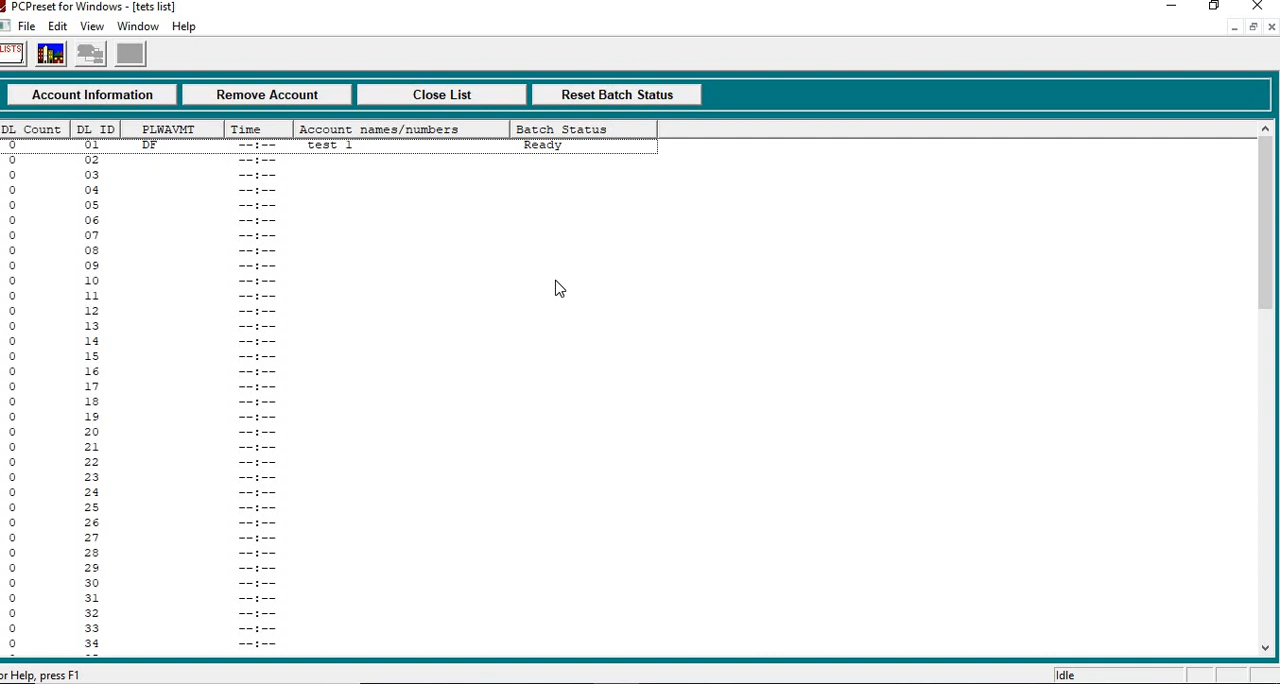 PCPreset for Windows - [tets list]
File Edit View Window Help
LISTS
Account Information Remove Account Close List Reset Batch Status
DL Count DL ID PLWAVMT Time Account names/numbers Batch Status
0 01 DF --:-- test 1 Ready
0 02 --:--
0 03 --:--
0 04 --:--
0 05 --:--
0 06 --:--
0 07 --:--
0 08 --:--
0 09 --:--
0 10 --:--
0 11 --:--
0 12 --:--
0 13 --:--
0 14 --:--
0 15 --:--
0 16 --:--
0 17 --:--
0 18 --:--
0 19 --:--
0 20 --:--
0 21 --:--
0 22 --:--
0 23 --:--
0 24 --:--
0 25 --:--
0 26 --:--
0 27 --:--
0 28 --:--
0 29 --:--
0 30 --:--
0 31 --:--
0 32 --:--
0 33 --:--
0 34 --:--
or Help, press F1 Idle